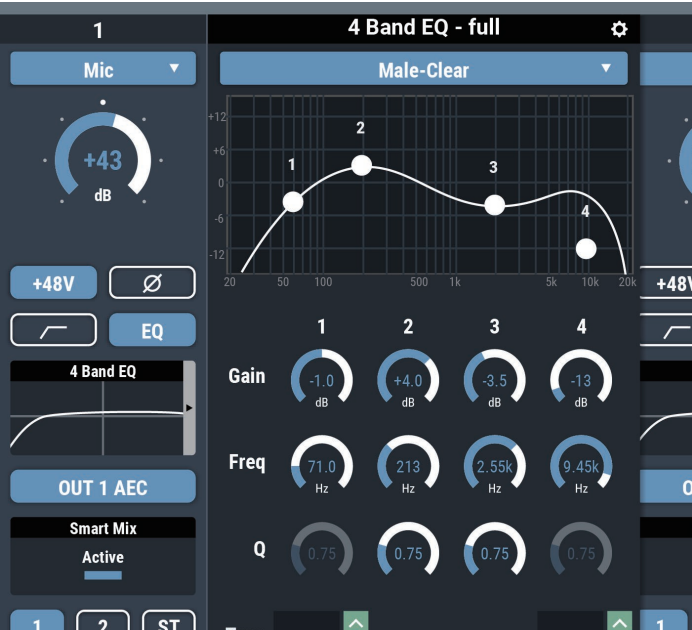 1
4 Band EQ - full
Mic
Male-Clear
+43
dB
+12
+6
0
-6
-12
1
2
3
4
20
50
100
500
1k
5k
10k
20k
+48V
Ø
EQ
4 Band EQ
OUT 1 AEC
Smart Mix
Active
1
2
ST
1
2
3
4
Gain
-1.0
dB
+4.0
dB
-3.5
dB
-13
dB
Freq
71.0
Hz
213
Hz
2.55k
Hz
9.45k
Hz
Q
0.75
0.75
0.75
0.75
+48V
1